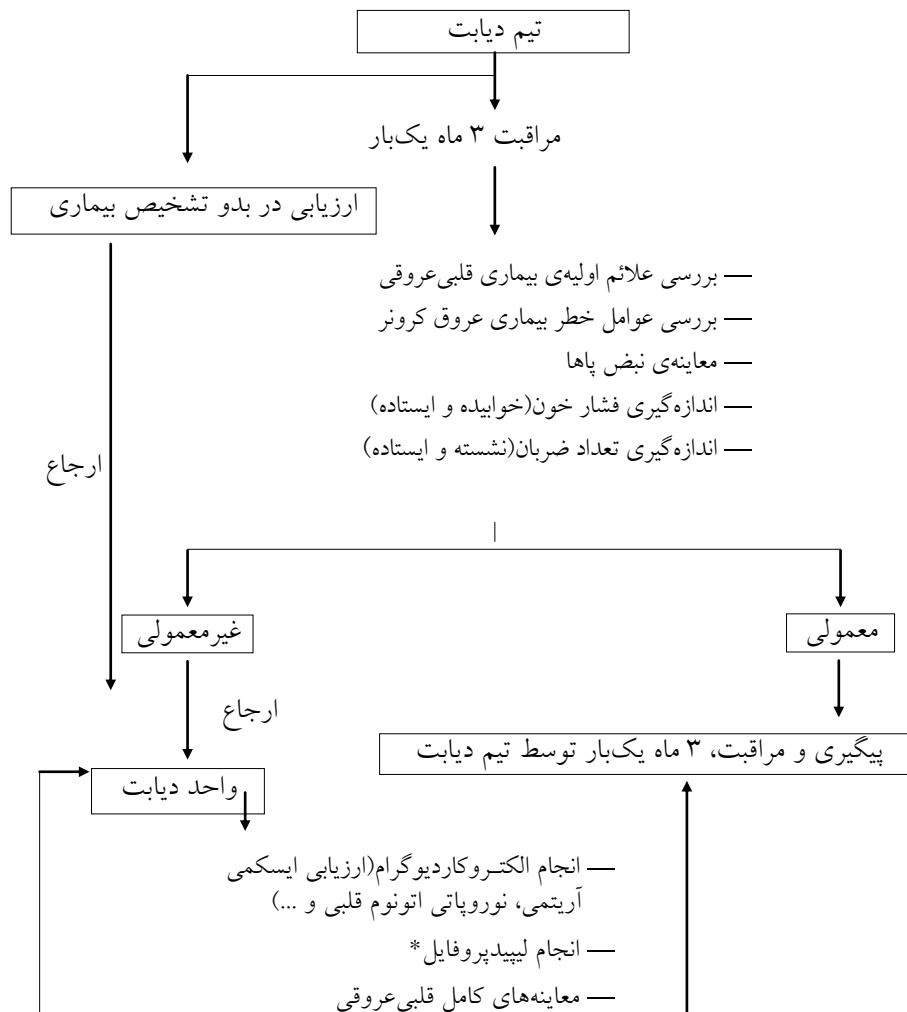 تیم دیابت
مراقبت ۳ ماه یک‌بار
ارزیابی در بدو تشخیص بیماری
— بررسی علائم اولیه‌ی بیماری قلبی‌عروقی
— بررسی عوامل خطر بیماری عروق کرونر
— معاینه‌ی نبض پاها
— اندازه‌گیری فشار خون(خوابیده و ایستاده)
— اندازه‌گیری تعداد ضربان(نشسته و ایستاده)
ارجاع
معمولی
غیرمعمولی
ارجاع
پیگیری و مراقبت، ۳ ماه یک‌بار توسط تیم دیابت
واحد دیابت
— انجام الکتـروکاردیوگرام(ارزیابی ایسکمی
آریتمی، نوروپاتی اتونوم قلبی و ...)
— انجام لیپیدپروفایل*
— معاینه‌های کامل قلبی‌عروقی